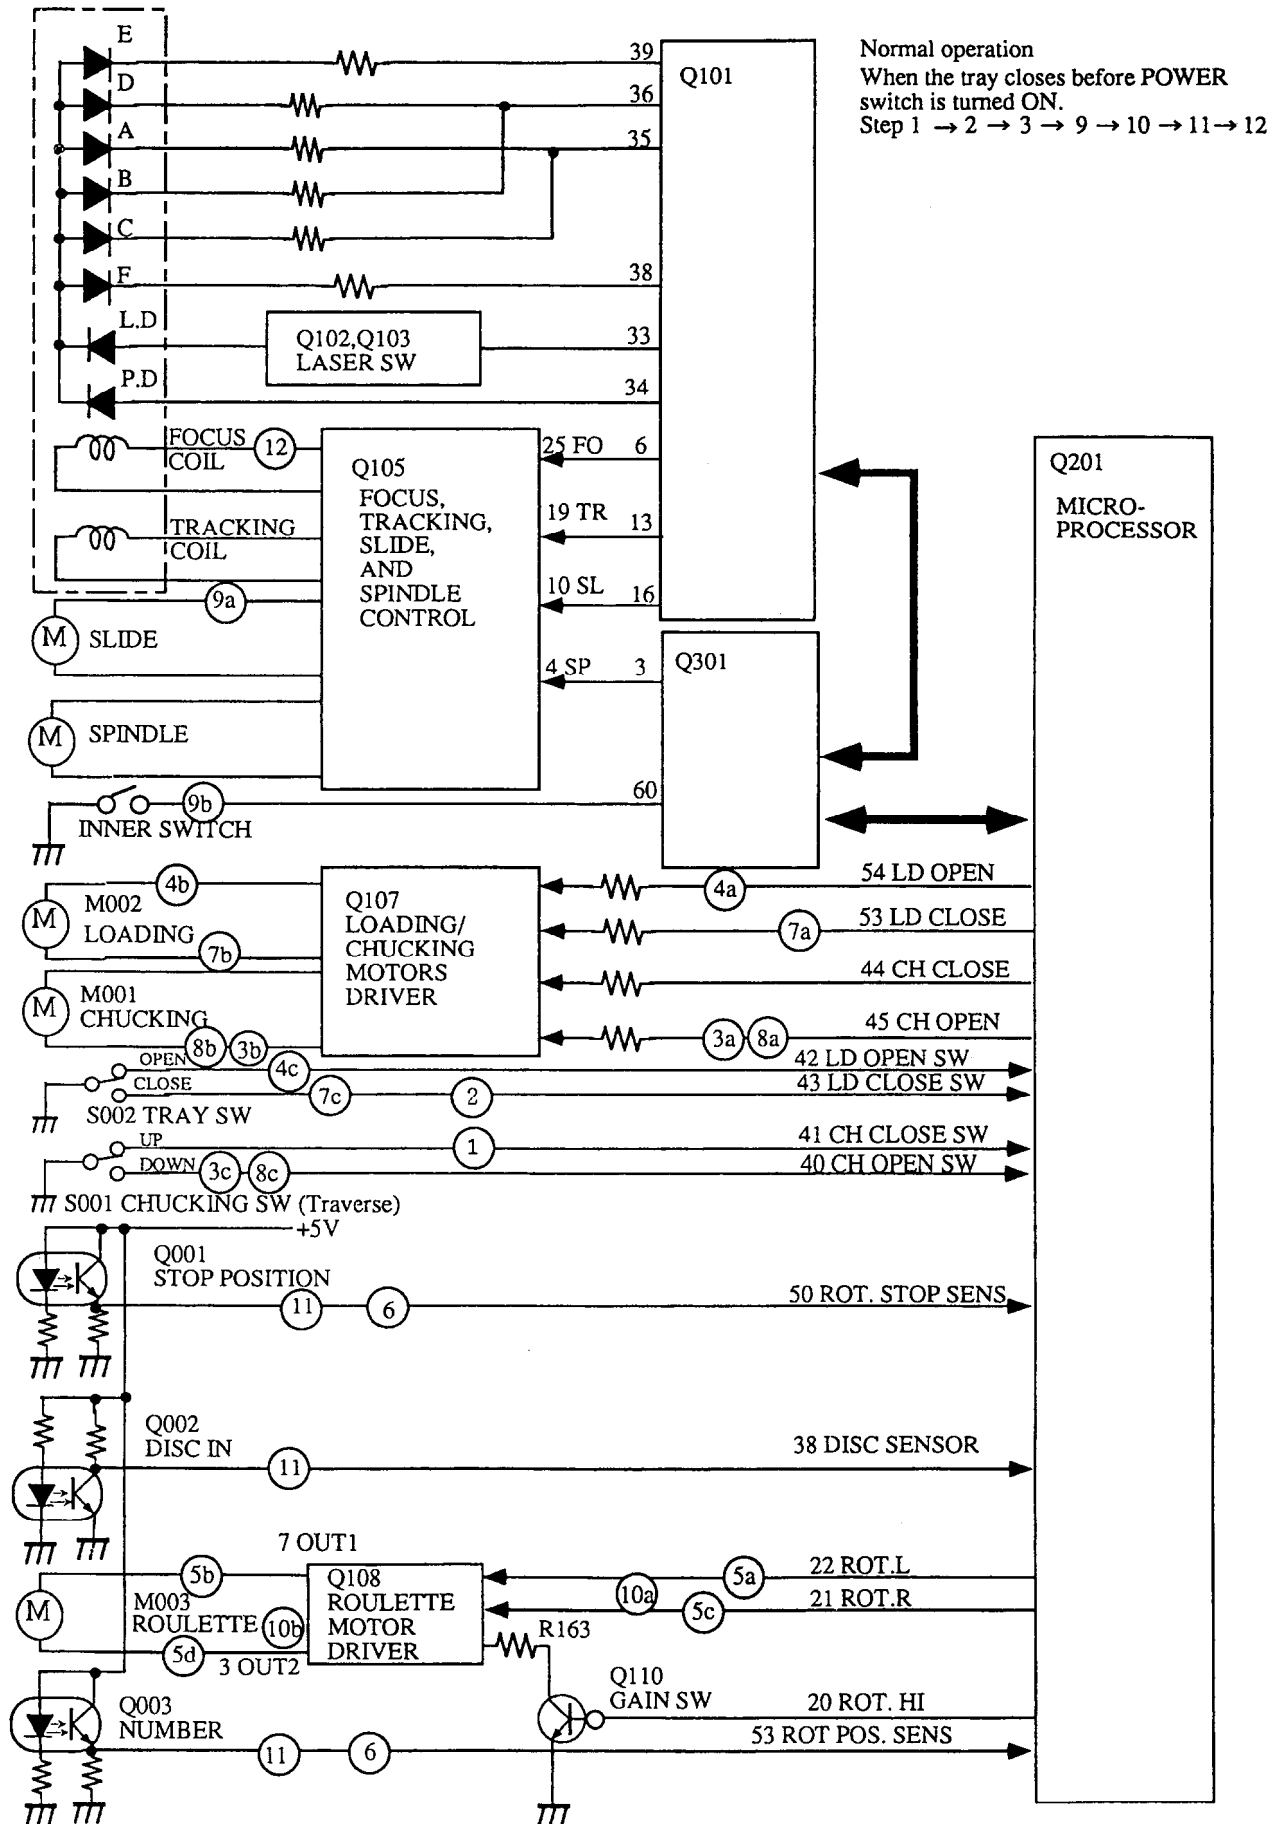 E
D
A
B
C
F
L.D
P.D
39
36
35
38
33
34
Q101
Normal operation
When the tray closes before POWER
switch is turned ON.
Step 1 → 2 → 3 → 9 → 10 → 11→ 12
Q102,Q103
LASER SW
FOCUS
COIL
12
TRACKING
COIL
Q105
FOCUS,
TRACKING,
SLIDE,
AND
SPINDLE
CONTROL
25 FO 6
19 TR 13
10 SL 16
4 SP 3
Q301
60
Q201
MICRO-
PROCESSOR
9a
M SLIDE
M SPINDLE
9b
INNER SWITCH
4b
M
M002
LOADING
7b
M
M001
CHUCKING
8b 3b
Q107
LOADING/
CHUCKING
MOTORS
DRIVER
4a
54 LD OPEN
7a
53 LD CLOSE
44 CH CLOSE
3a 8a
45 CH OPEN
OPEN
4c
42 LD OPEN SW
CLOSE
7c
2
43 LD CLOSE SW
S002 TRAY SW
UP
1
41 CH CLOSE SW
DOWN
3c 8c
40 CH OPEN SW
S001 CHUCKING SW (Traverse)
+5V
Q001
STOP POSITION
11 6
50 ROT. STOP SENS
Q002
DISC IN
11
38 DISC SENSOR
7 OUT1
5b
M
M003
ROULETTE
10b
5d
3 OUT2
Q108
ROULETTE
MOTOR
DRIVER
5a
22 ROT.L
10a
5c
21 ROT.R
R163
Q110
GAIN SW
20 ROT. HI
Q003
NUMBER
11 6
53 ROT POS. SENS